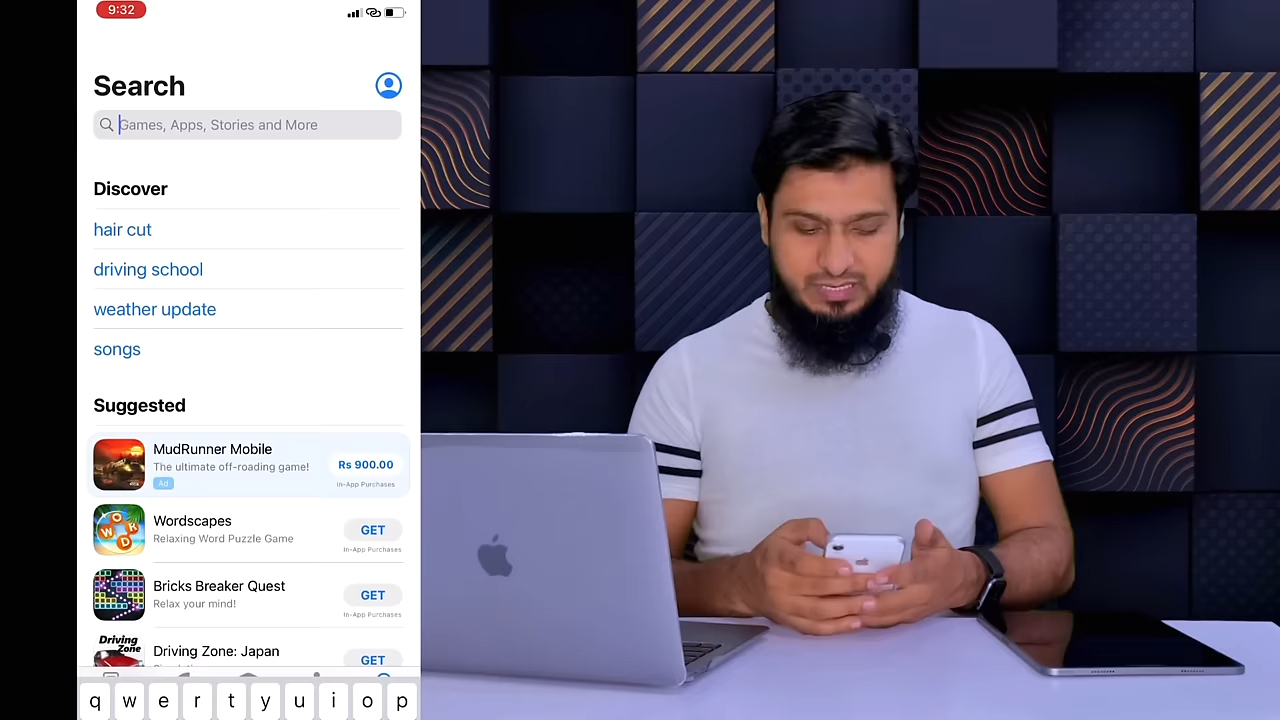 9:32
Search
Games, Apps, Stories and More
Discover
hair cut
driving school
weather update
songs
Suggested
MudRunner Mobile
The ultimate off-roading game!
Ad
Rs 900.00
In-App Purchases
WORD
Wordscapes
Relaxing Word Puzzle Game
GET
In-App Purchases
Bricks Breaker Quest
Relax your mind!
GET
In-App Purchases
Driving Zone
Driving Zone: Japan
GET
q w e r t y u i o p